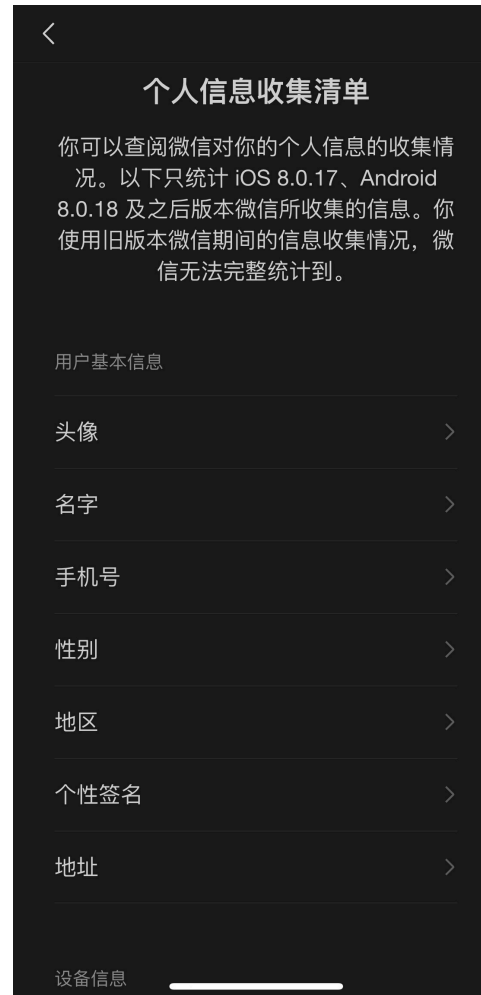 个人信息收集清单
你可以查阅微信对你的个人信息的收集情
况。以下只统计 iOS 8.0.17、Android
8.0.18 及之后版本微信所收集的信息。你
使用旧版本微信期间的信息收集情况，微
信无法完整统计到。
用户基本信息
头像
名字
手机号
性别
地区
个性签名
地址
设备信息